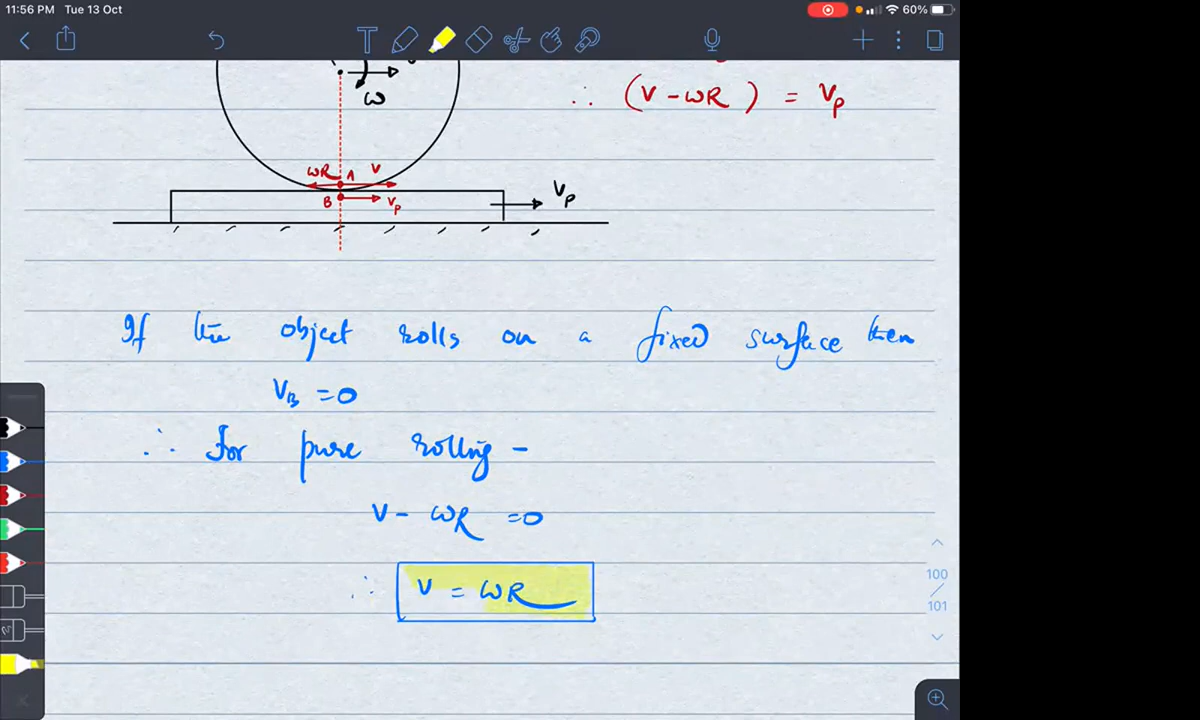 11:56 PM Tue 13 Oct
60%
T
ω
∴ (V - ωR) = Vp
ωR A V
B Vp
Vp
If the object rolls on a fixed surface then
VB = 0
∴ For pure rolling -
V - ωR = 0
∴ V = ωR
100
/
101